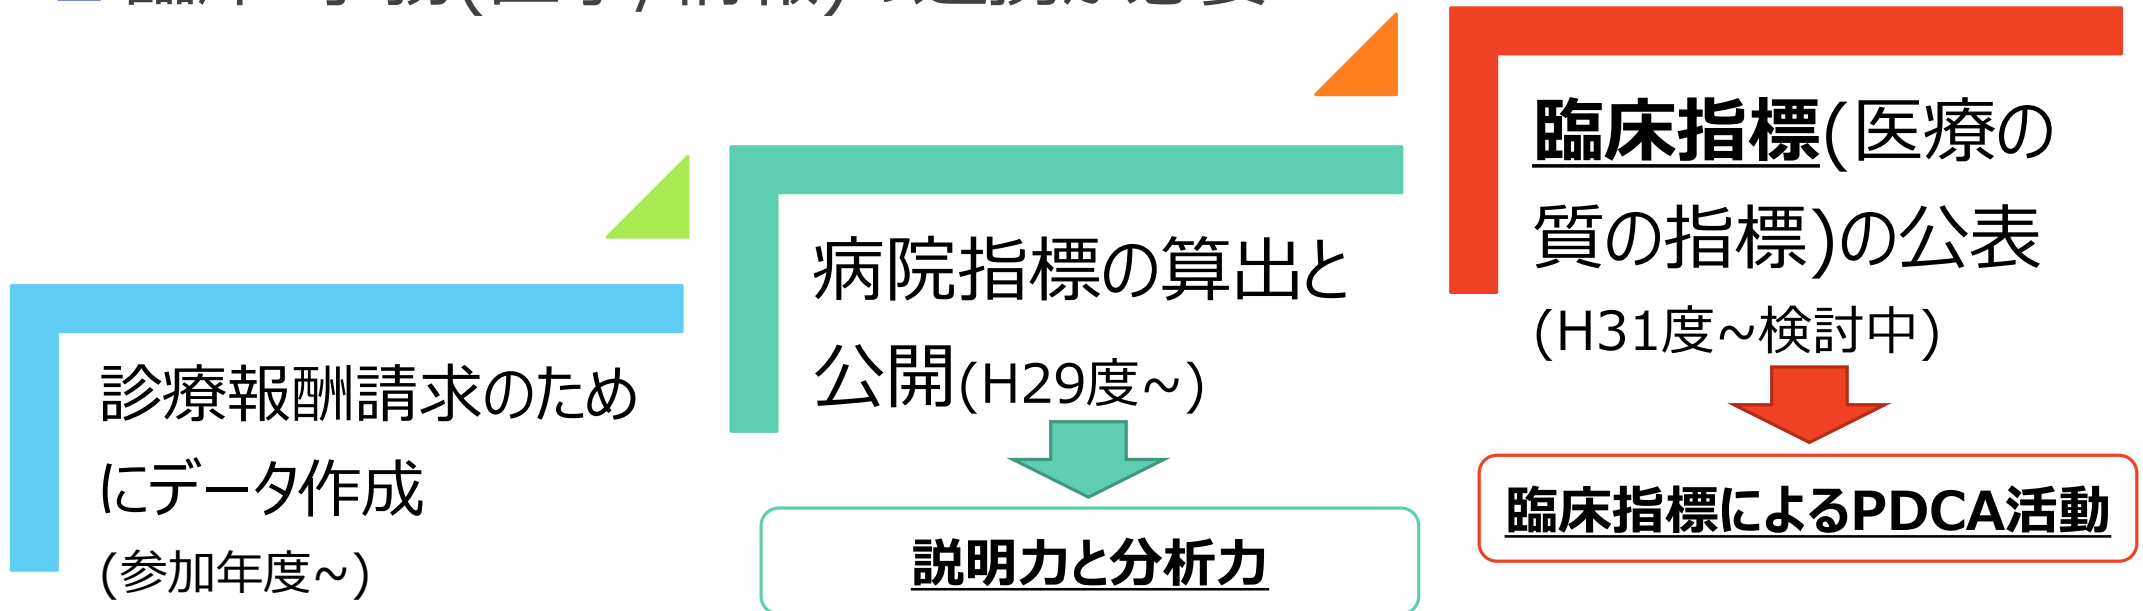 診療報酬請求のため
にデータ作成
(参加年度~)
病院指標の算出と
公開(H29度~)
説明力と分析力
臨床指標(医療の
質の指標)の公表
(H31度~検討中)
臨床指標によるPDCA活動